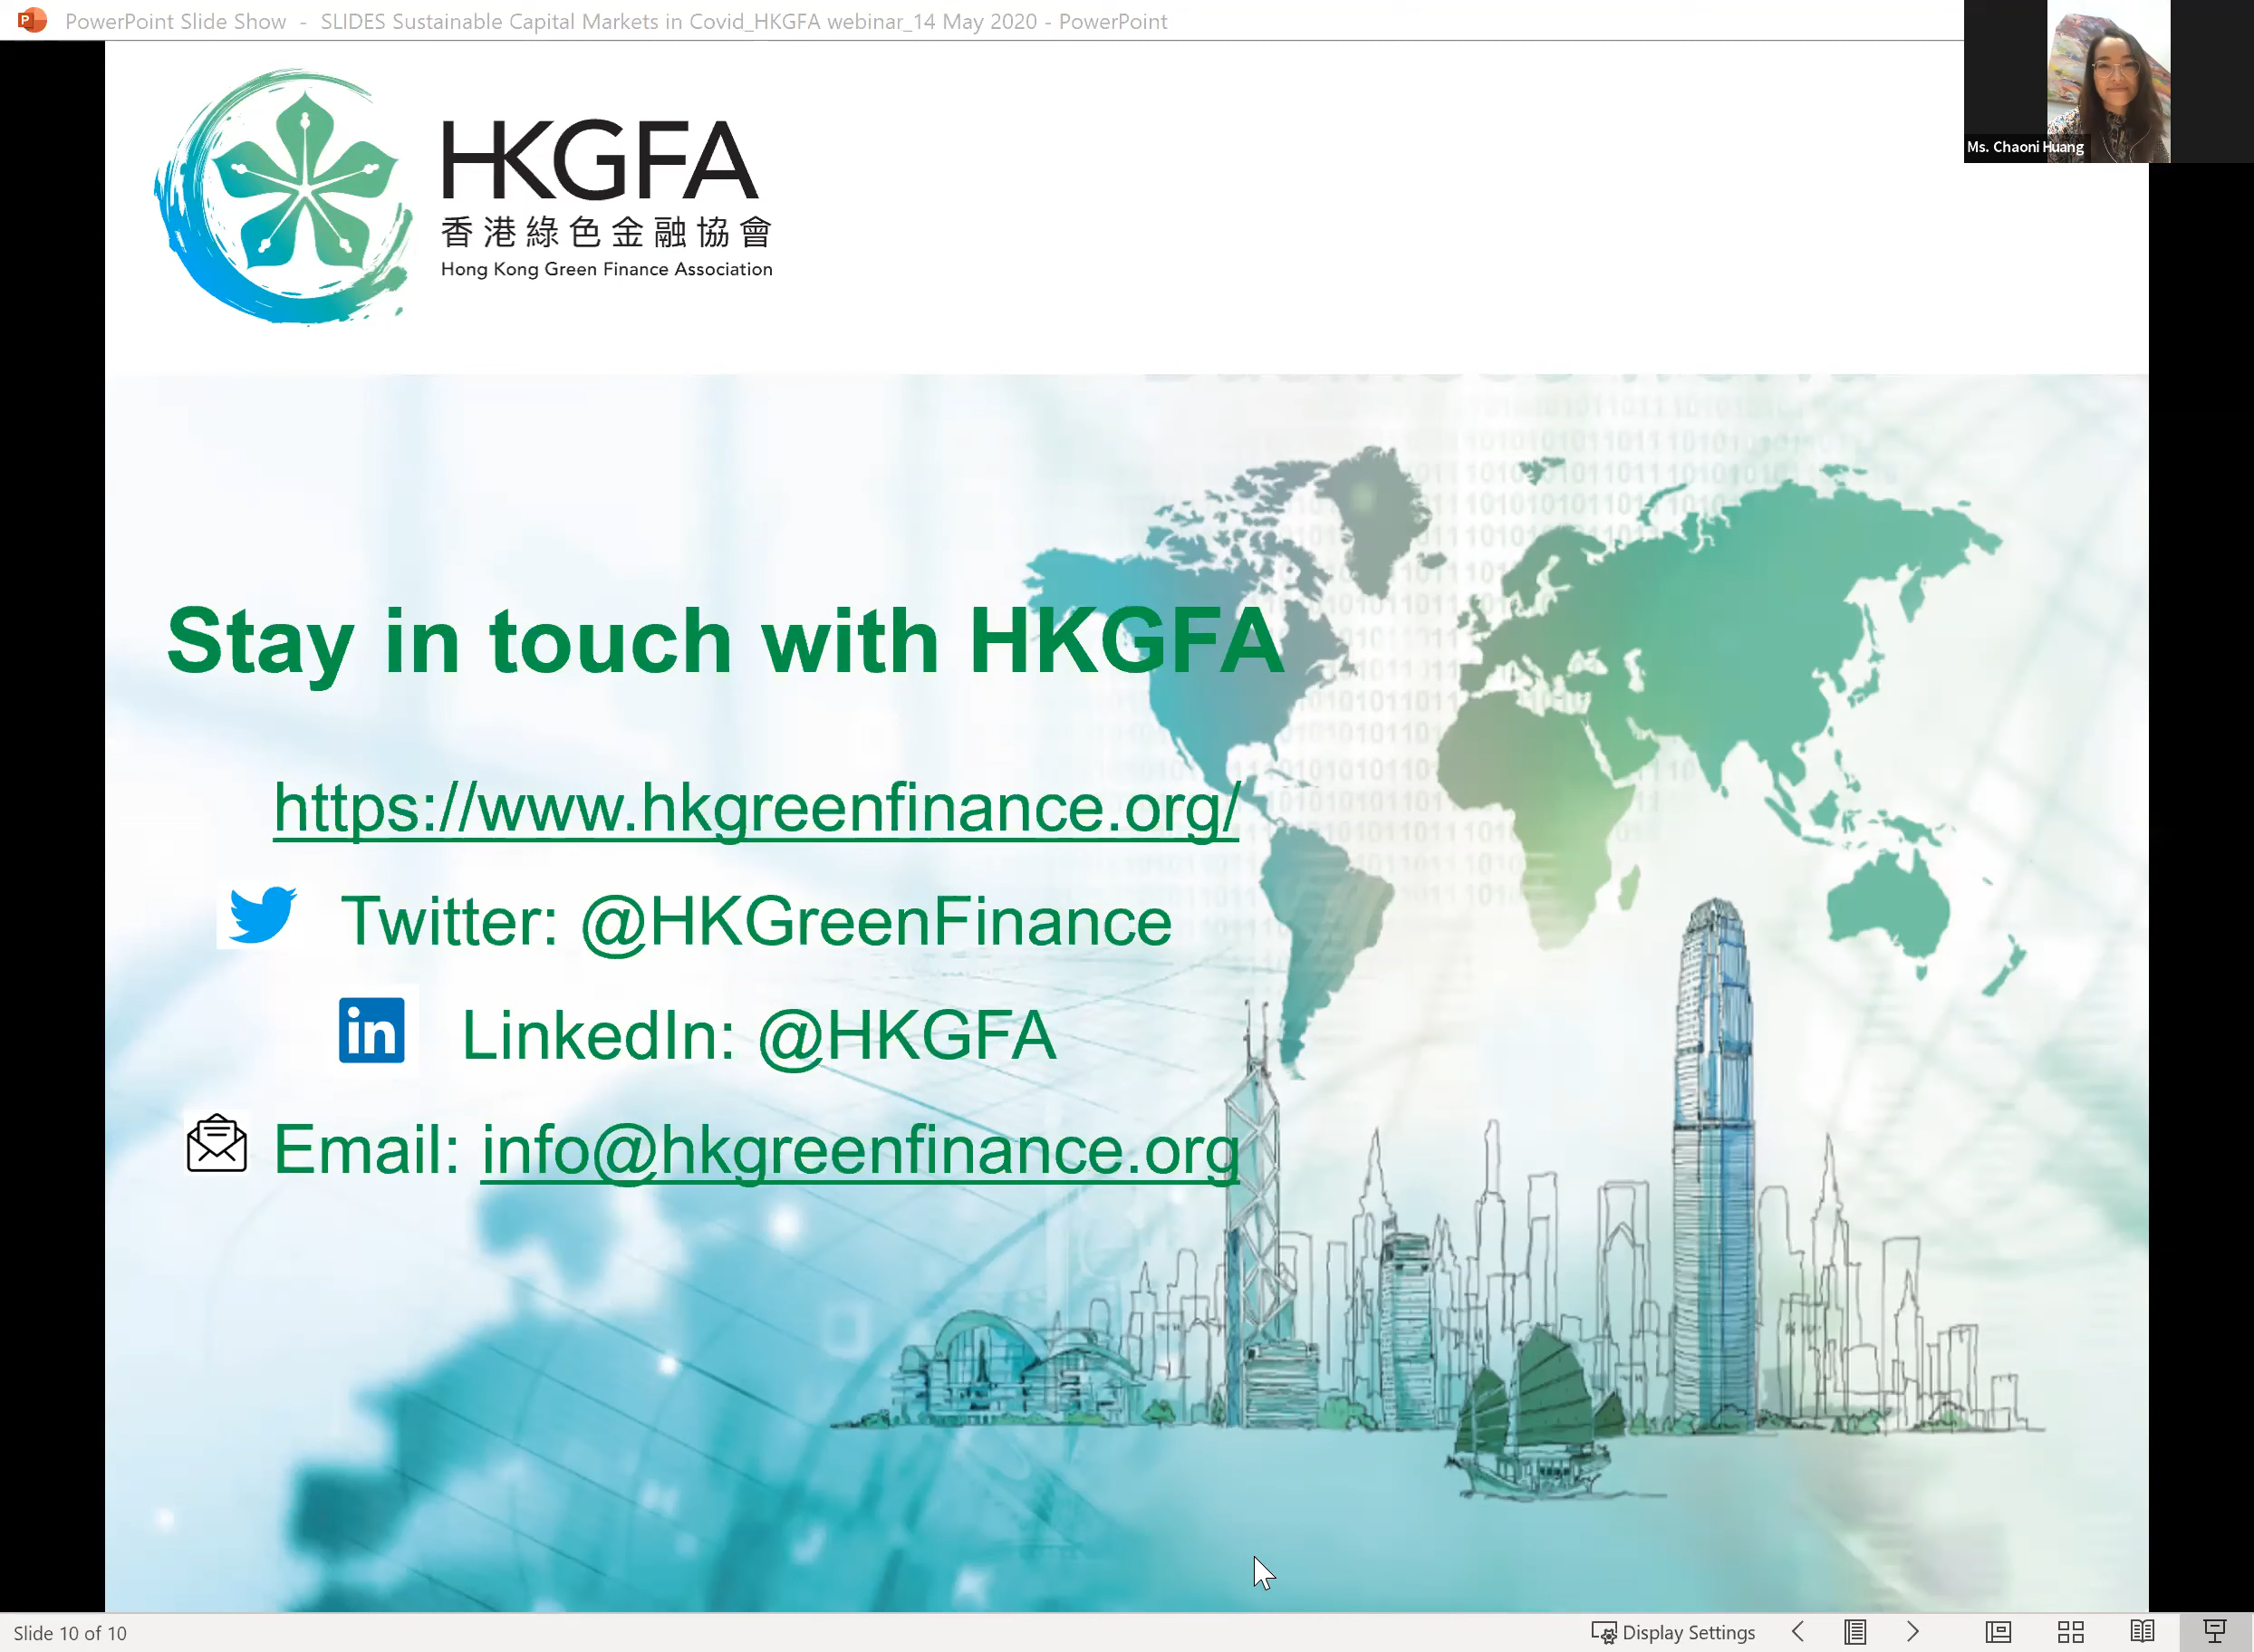 PowerPoint Slide Show - SLIDES Sustainable Capital Markets in Covid_HKGFA webinar_14 May 2020 - PowerPoint
Ms. Chaoni Huang
HKGFA
香港綠色金融協會
Hong Kong Green Finance Association
Stay in touch with HKGFA
https://www.hkgreenfinance.org/
Twitter: @HKGreenFinance
in LinkedIn: @HKGFA
Email: info@hkgreenfinance.org
Slide 10 of 10
Display Settings